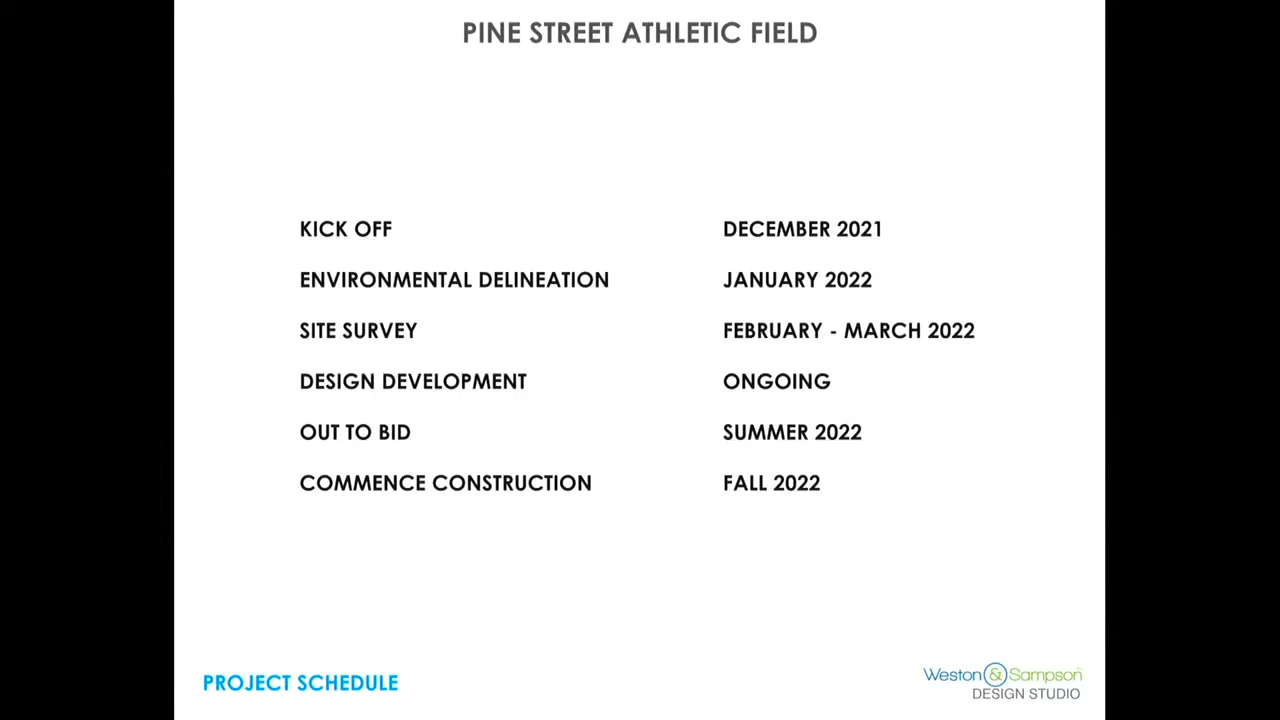 PINE STREET ATHLETIC FIELD
KICK OFF DECEMBER 2021
ENVIRONMENTAL DELINEATION JANUARY 2022
SITE SURVEY FEBRUARY - MARCH 2022
DESIGN DEVELOPMENT ONGOING
OUT TO BID SUMMER 2022
COMMENCE CONSTRUCTION FALL 2022
PROJECT SCHEDULE
Weston & Sampson
DESIGN STUDIO